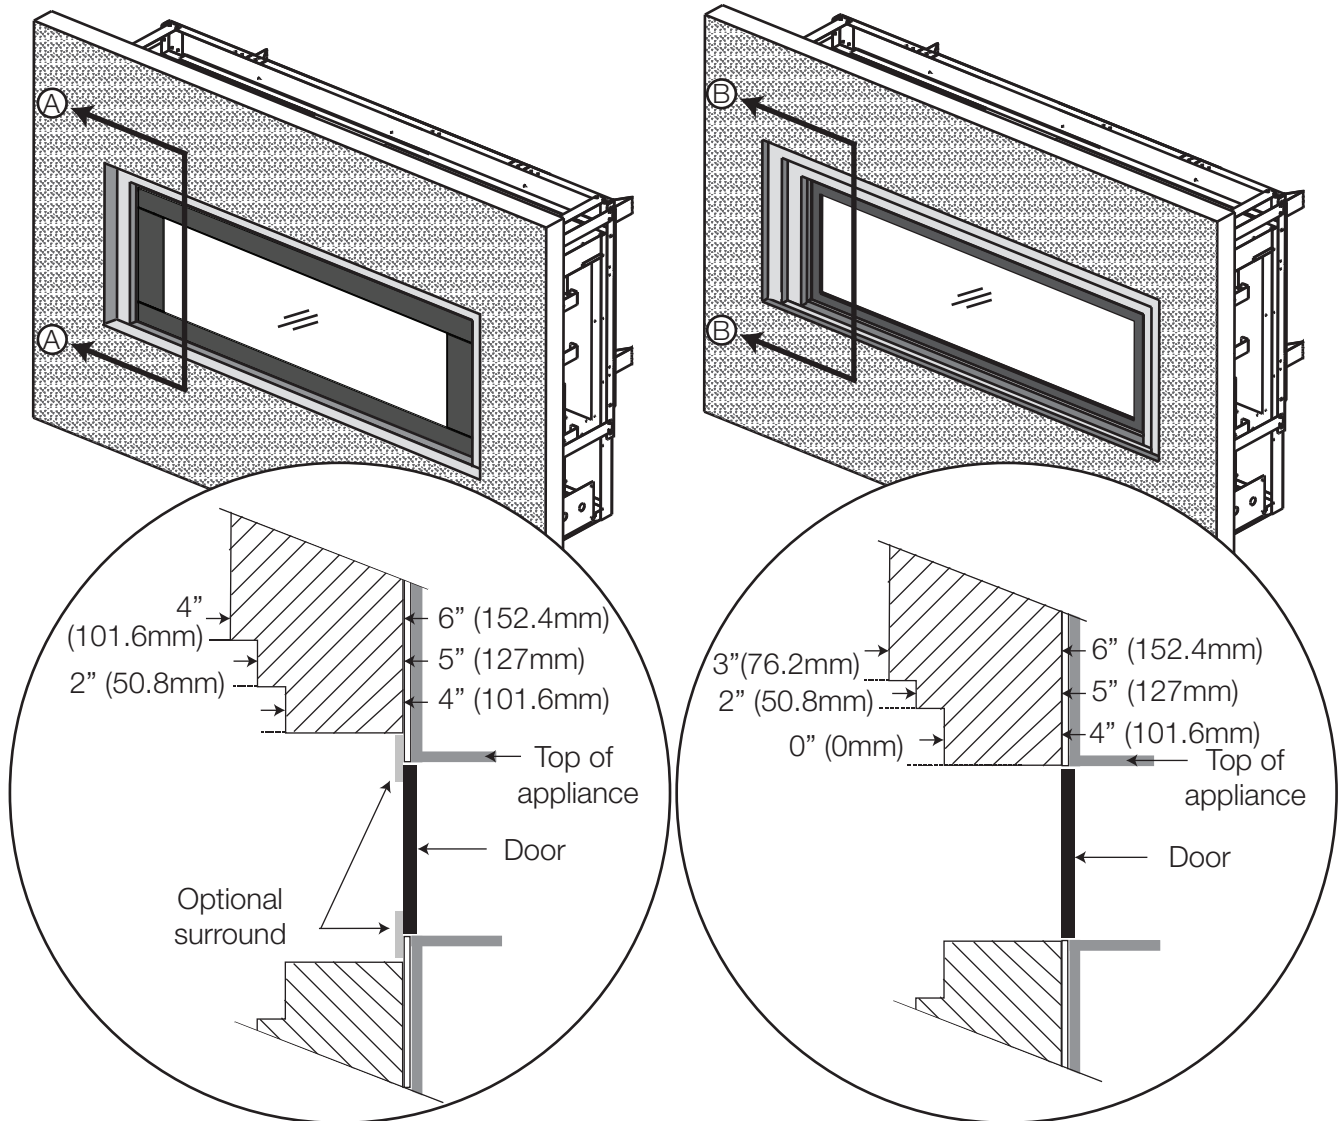 A
A
B
B
4”
(101.6mm)
2” (50.8mm)
6” (152.4mm)
5” (127mm)
4” (101.6mm)
Top of
appliance
Door
Optional
surround
3”(76.2mm)
2” (50.8mm)
0” (0mm)
6” (152.4mm)
5” (127mm)
4” (101.6mm)
Top of
appliance
Door